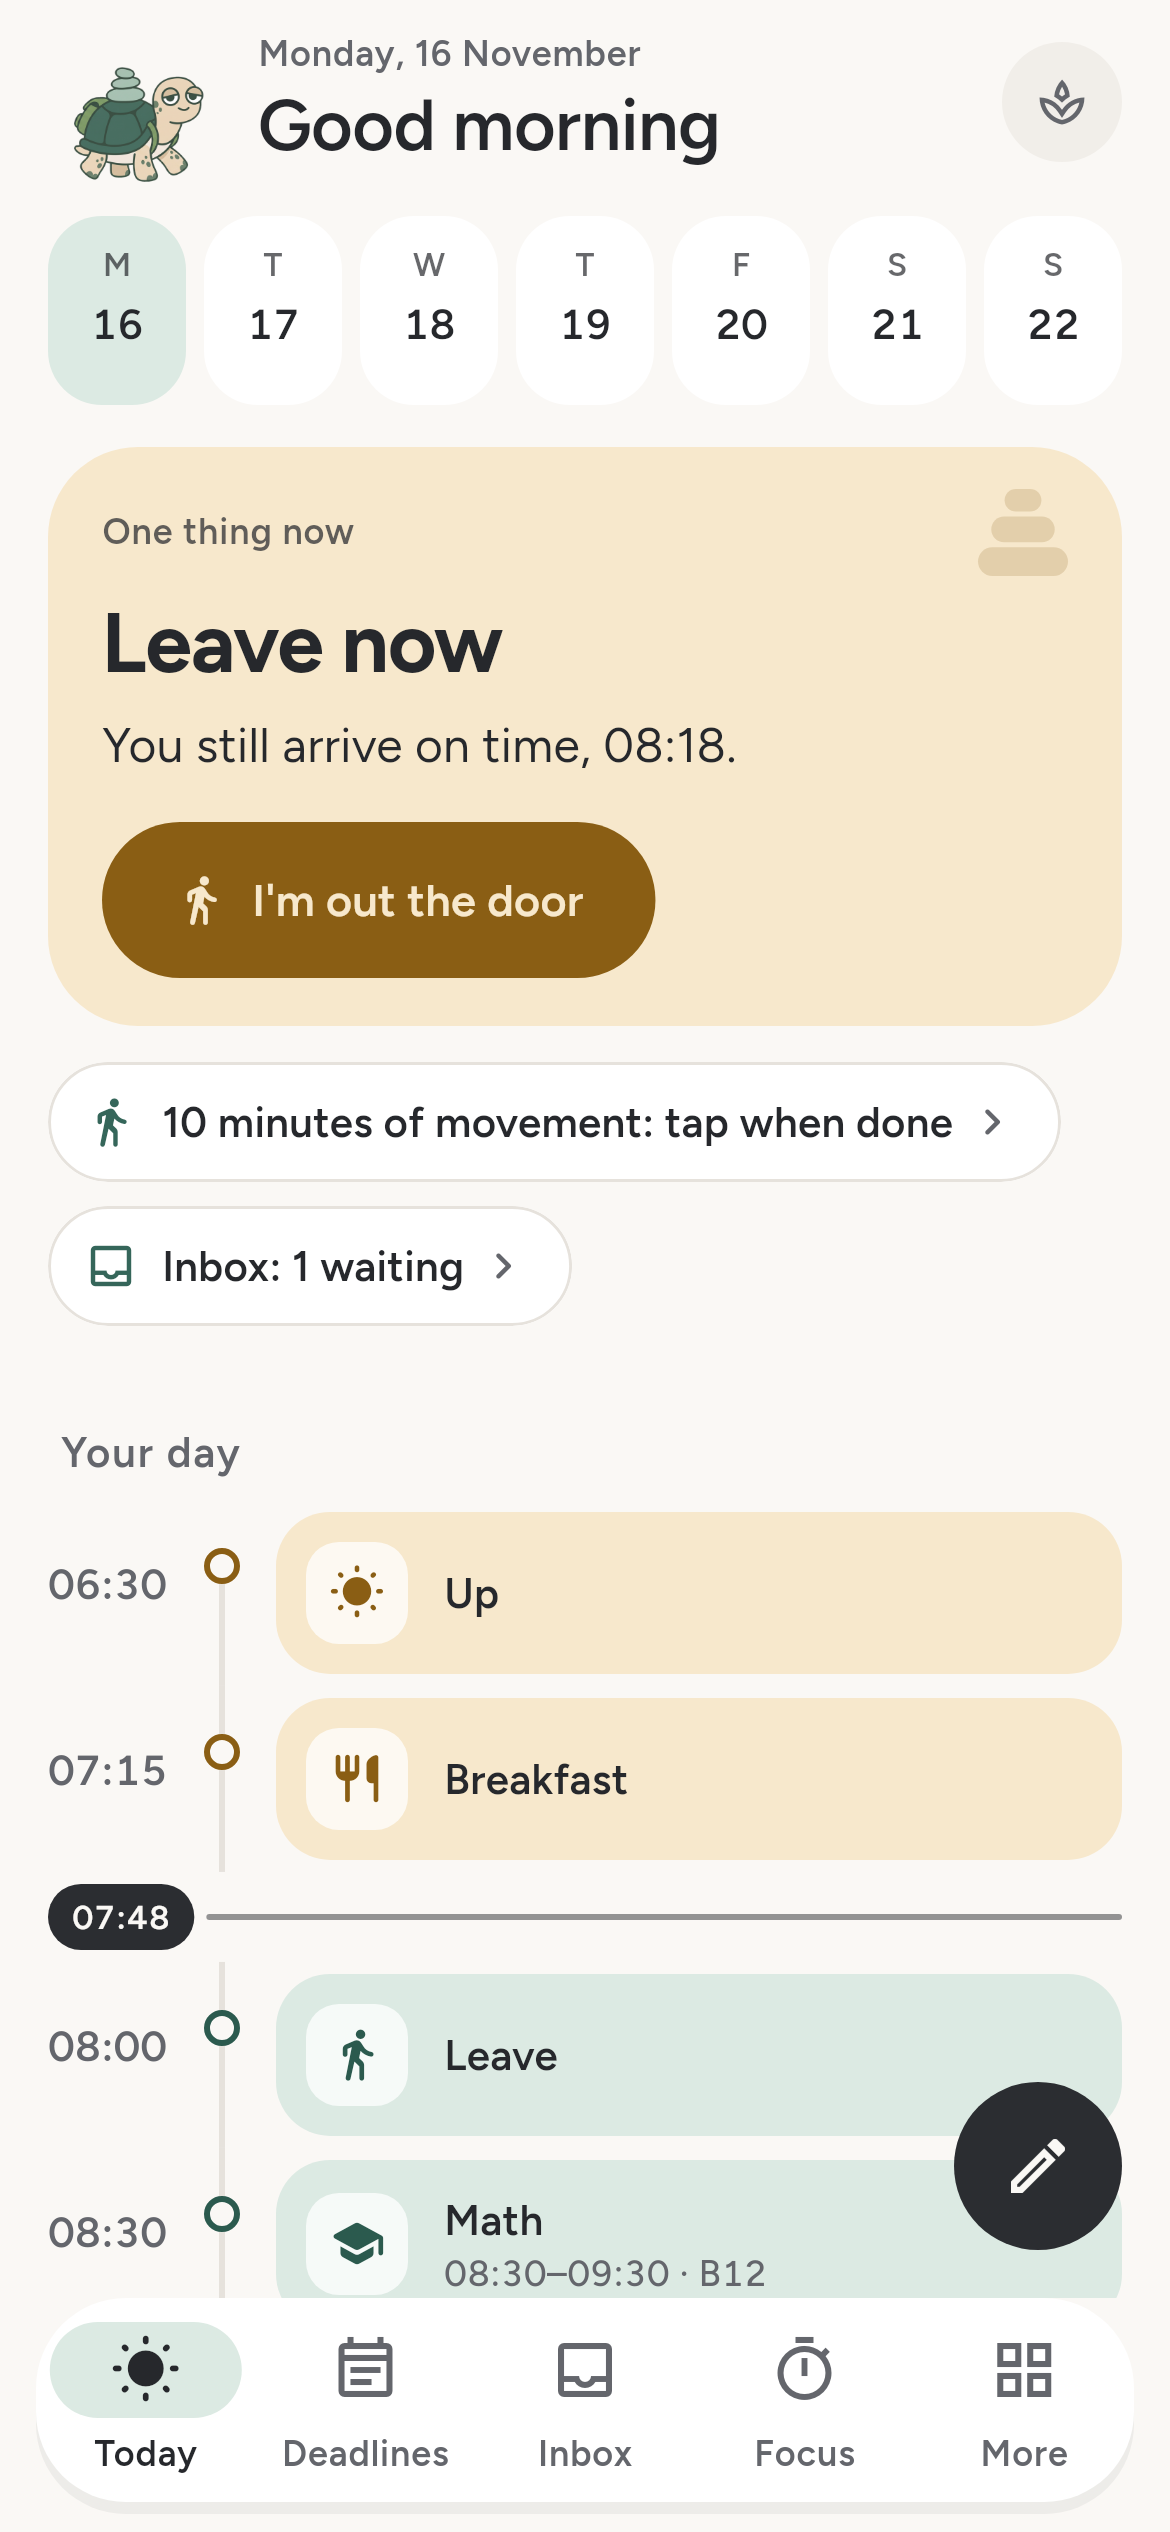 Monday, 16 November
Good morning
M T W T F S S
16 17 18 19 20 21 22
One thing now
Leave now
You still arrive on time, 08:18.
I'm out the door
10 minutes of movement: tap when done
Inbox: 1 waiting
Your day
06:30 Up
07:15 Breakfast
07:48
08:00 Leave
08:30 Math
08:30–09:30 · B12
Today Deadlines Inbox Focus More